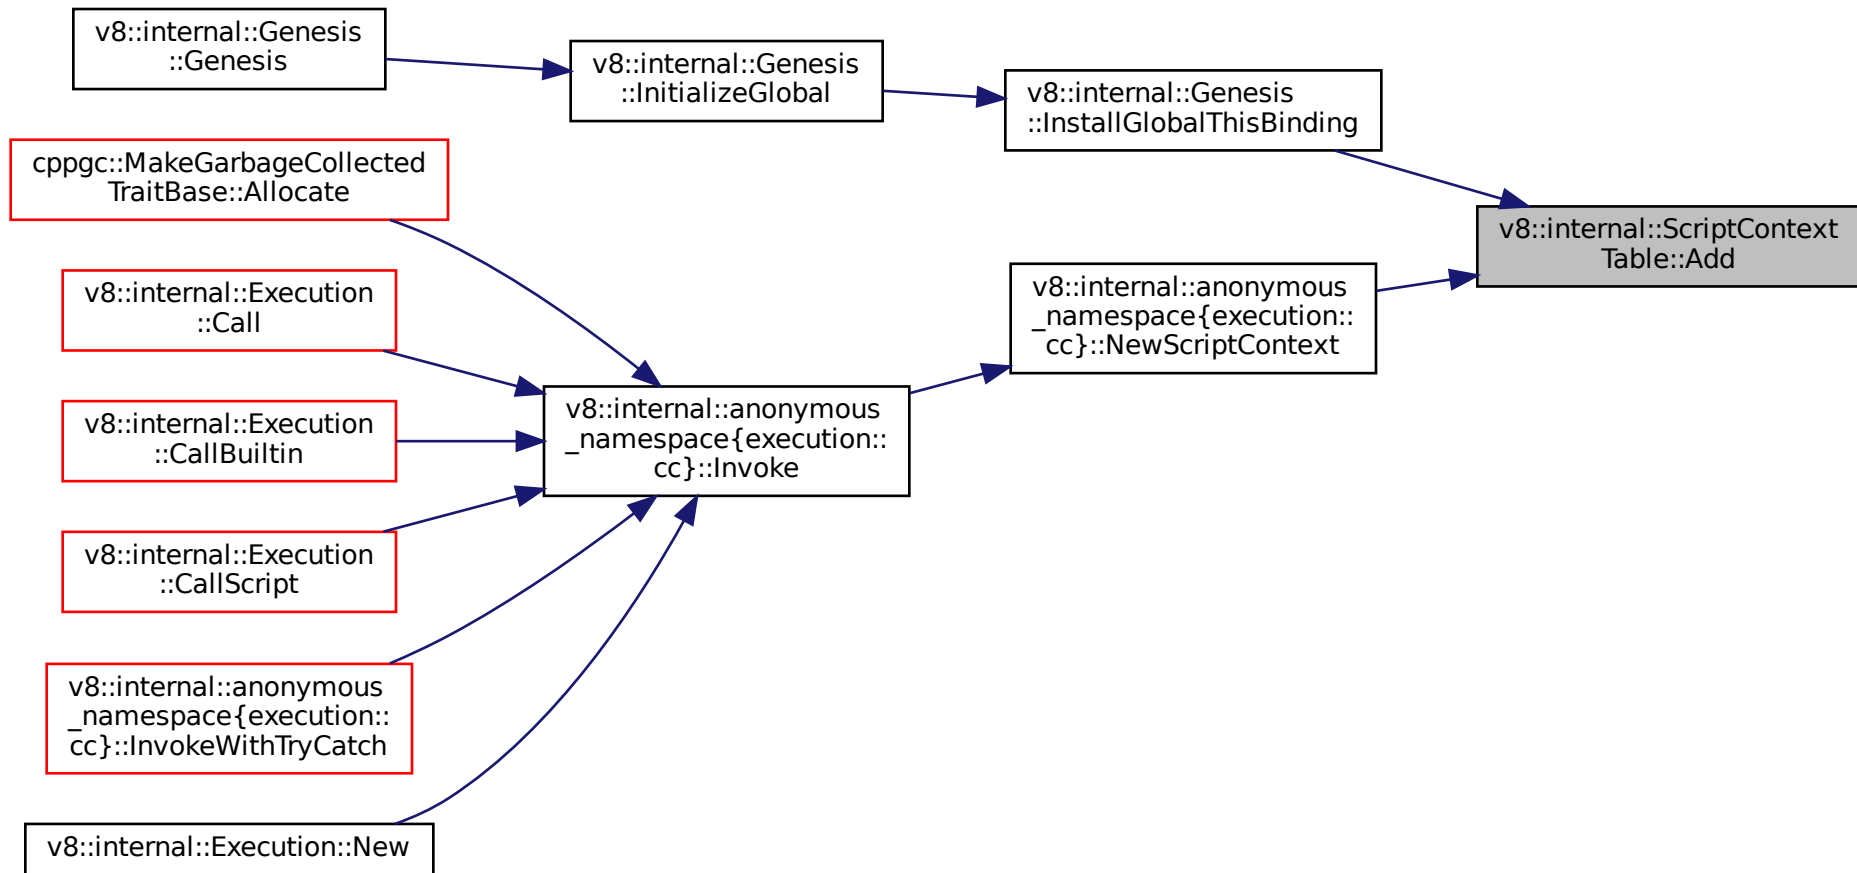 v8::internal::Genesis
::Genesis
v8::internal::Genesis
::InitializeGlobal
v8::internal::Genesis
::InstallGlobalThisBinding
cppgc::MakeGarbageCollected
TraitBase::Allocate
v8::internal::ScriptContext
Table::Add
v8::internal::Execution
::Call
v8::internal::anonymous
_namespace{execution::
cc}::NewScriptContext
v8::internal::Execution
::CallBuiltin
v8::internal::anonymous
_namespace{execution::
cc}::Invoke
v8::internal::Execution
::CallScript
v8::internal::anonymous
_namespace{execution::
cc}::InvokeWithTryCatch
v8::internal::Execution::New